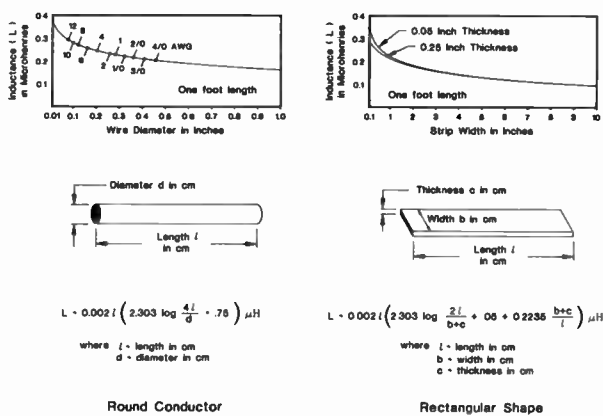 Inductance (L)
in Microhenries
0.4
0.3
0.2
0.1
12
8
4
1
2/0
4/0 AWG
10
6
2
1/0
3/0
One foot length
0.01
0.1
0.2
0.3
0.4
0.5
0.6
0.7
0.8
0.9
1.0
Wire Diameter in Inches
Inductance (L)
in Microhenries
0.4
0.3
0.2
0.1
0.05 Inch Thickness
0.25 Inch Thickness
One foot length
0.1
1
2
3
4
5
6
7
8
9
10
Strip Width in Inches
Diameter d in cm
Length l
in cm
Thickness c in cm
Width b in cm
Length l
in cm
L - 0.002 l ( 2.303 log 4l/d - .75 ) μH
where l - length in cm
d - diameter in cm
L - 0.002 l ( 2.303 log 2l/b+c + .05 + 0.2235 b+c/l ) μH
where l - length in cm
b - width in cm
c - thickness in cm
Round Conductor
Rectangular Shape